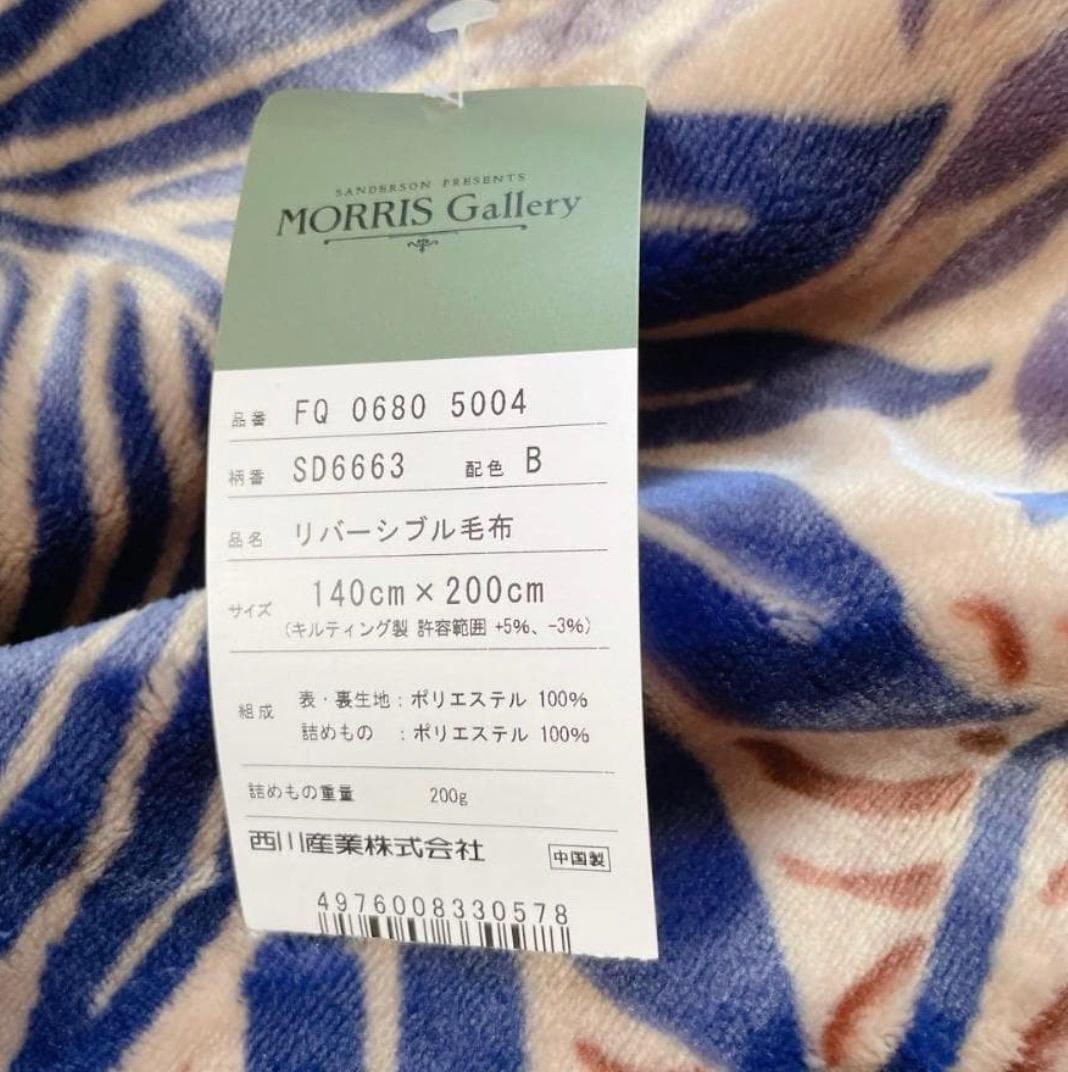 SANDERSON PRESENTS
MORRIS Gallery
品番 FQ 0680 5004
柄番 SD6663 配色 B
品名 リバーシブル毛布
サイズ 140cm×200cm
(キルティング製 許容範囲 +5%、-3%)
組成 表・裏生地:ポリエステル 100%
詰めもの :ポリエステル 100%
詰めもの重量 200g
西川産業株式会社 中国製
4976008330578